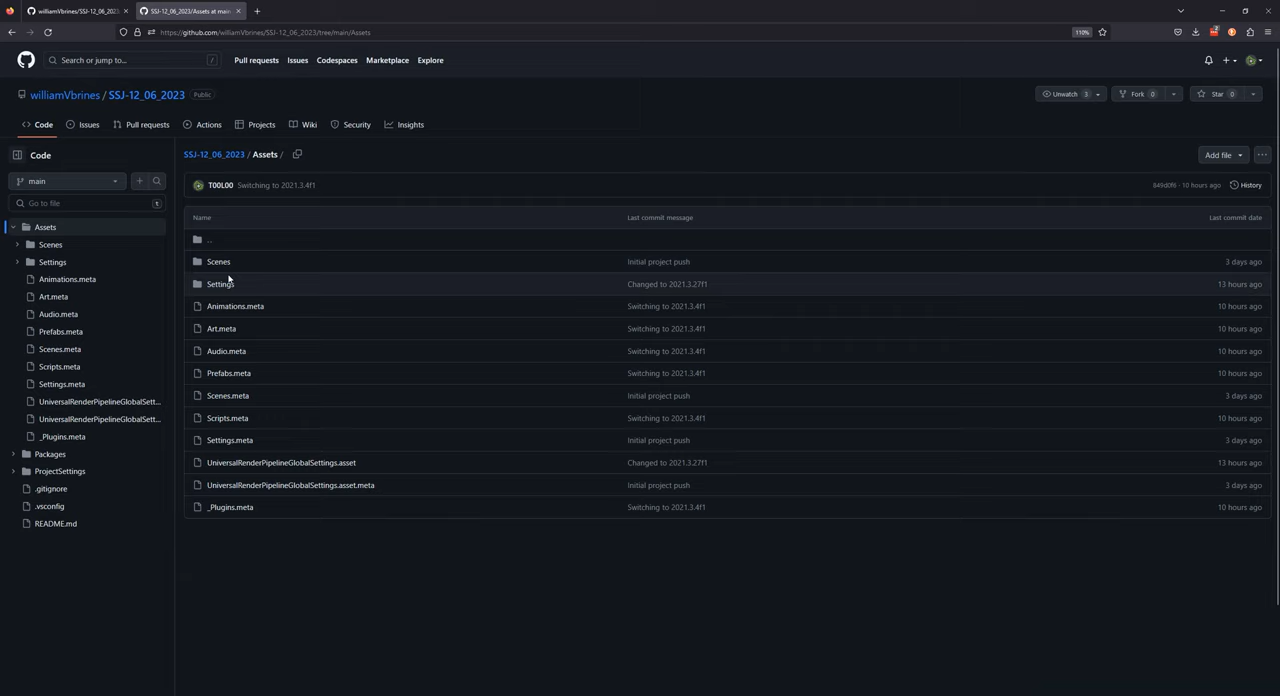 williamVbrines/SSJ-12_06_2023
SSJ-12_06_2023/Assets at main
https://github.com/williamVbrines/SSJ-12_06_2023/tree/main/Assets
110%
Search or jump to...
/
Pull requests
Issues
Codespaces
Marketplace
Explore
williamVbrines / SSJ-12_06_2023
Public
Unwatch 3
Fork 0
Star 0
Code
Issues
Pull requests
Actions
Projects
Wiki
Security
Insights
Code
main
Go to file
t
Assets
Scenes
Settings
Animations.meta
Art.meta
Audio.meta
Prefabs.meta
Scenes.meta
Scripts.meta
Settings.meta
UniversalRenderPipelineGlobalSett...
UniversalRenderPipelineGlobalSett...
_Plugins.meta
Packages
ProjectSettings
.gitignore
.vsconfig
README.md
SSJ-12_06_2023 / Assets /
Add file
T00L00 Switching to 2021.3.4f1
849d0f6 · 10 hours ago
History
Name Last commit message Last commit date
..
Scenes Initial project push 3 days ago
Settings Changed to 2021.3.27f1 13 hours ago
Animations.meta Switching to 2021.3.4f1 10 hours ago
Art.meta Switching to 2021.3.4f1 10 hours ago
Audio.meta Switching to 2021.3.4f1 10 hours ago
Prefabs.meta Switching to 2021.3.4f1 10 hours ago
Scenes.meta Initial project push 3 days ago
Scripts.meta Switching to 2021.3.4f1 10 hours ago
Settings.meta Initial project push 3 days ago
UniversalRenderPipelineGlobalSettings.asset Changed to 2021.3.27f1 13 hours ago
UniversalRenderPipelineGlobalSettings.asset.meta Initial project push 3 days ago
_Plugins.meta Switching to 2021.3.4f1 10 hours ago